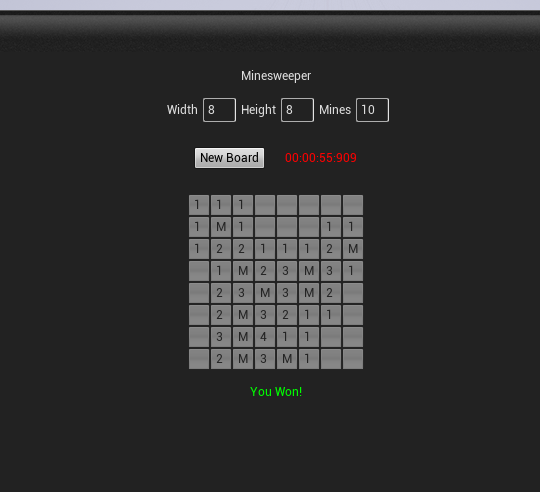 Minesweeper
Width 8 Height 8 Mines 10
New Board 00:00:55:909
1 1 1
1 M 1 1 1
1 2 2 1 1 1 2 M
1 M 2 3 M 3 1
2 3 M 3 M 2
2 M 3 2 1 1
3 M 4 1 1
2 M 3 M 1
You Won!